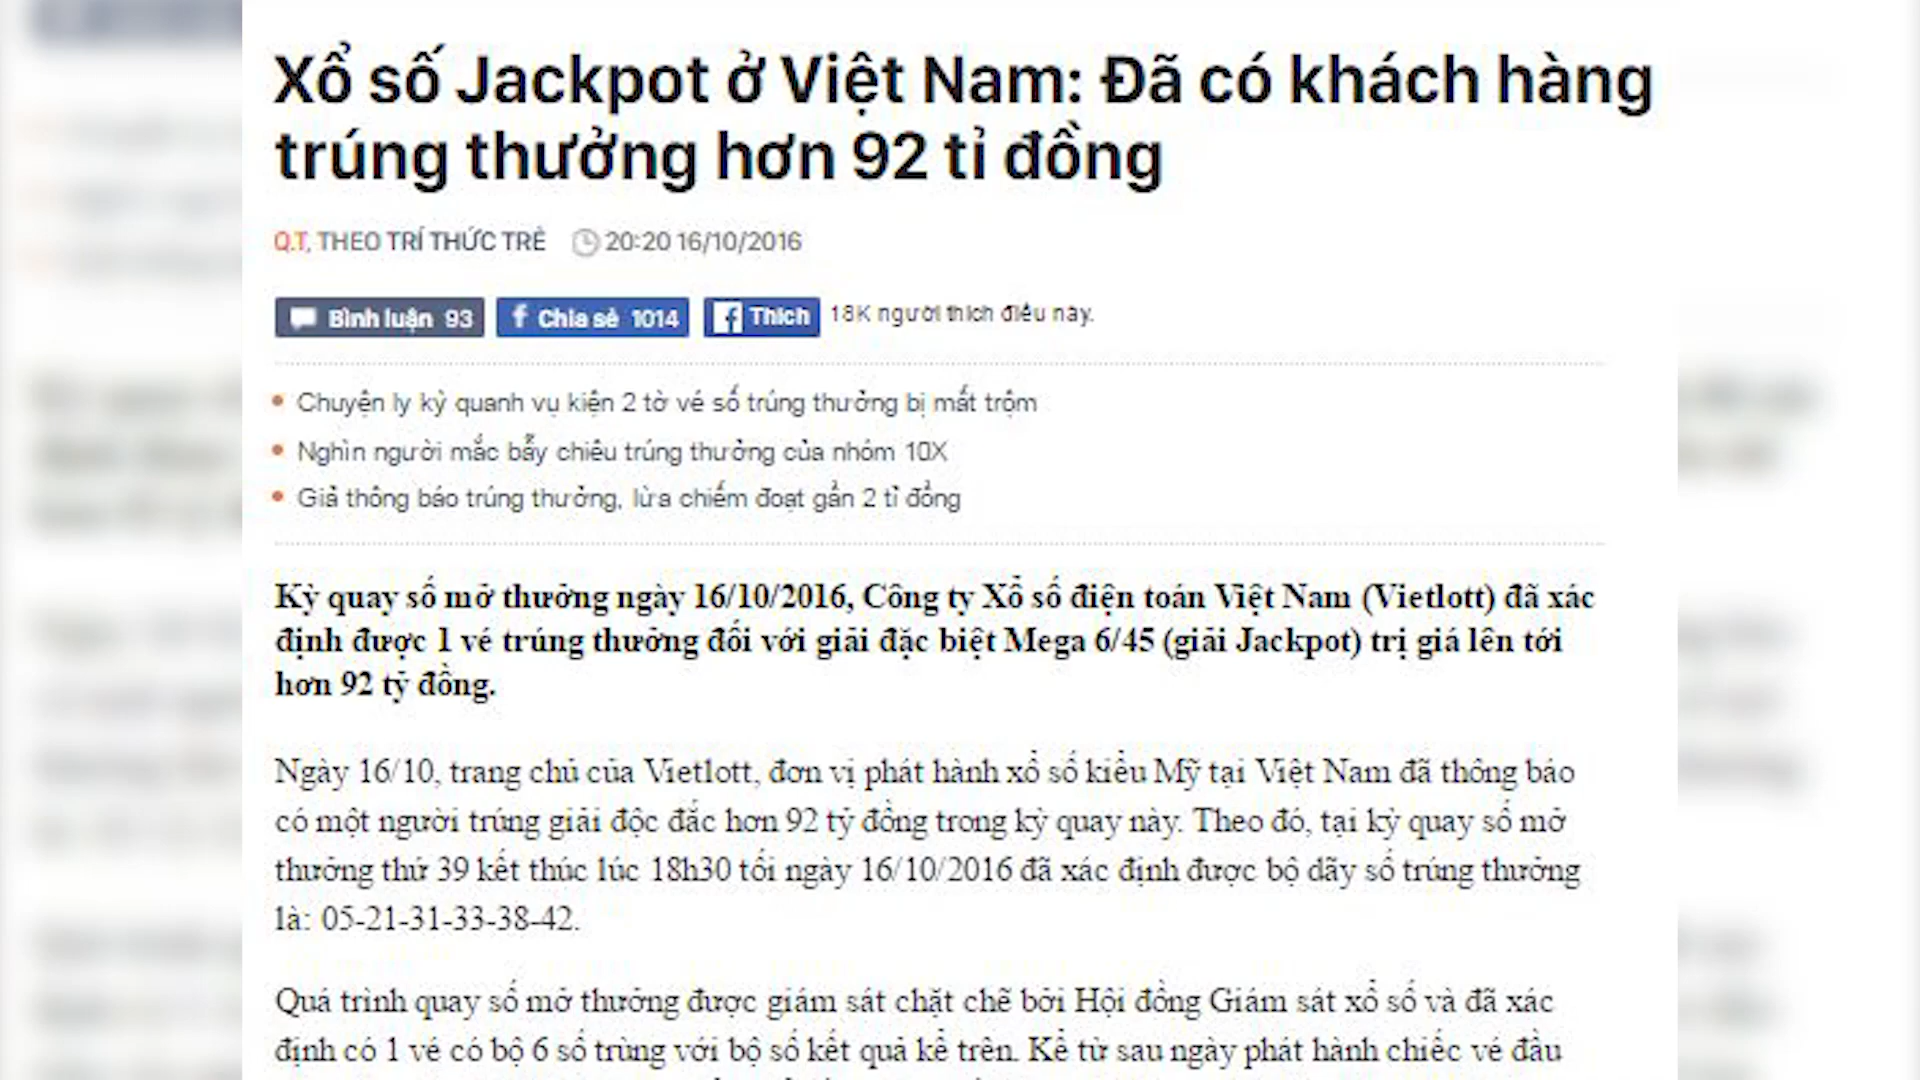 Xổ số Jackpot ở Việt Nam: Đã có khách hàng
trúng thưởng hơn 92 tỉ đồng
Q.T, THEO TRÍ THỨC TRẺ 20:20 16/10/2016
Bình luận 93 Chia sẻ 1014 Thích 18K người thích điều này.
Chuyện ly kỳ quanh vụ kiện 2 tờ vé số trúng thưởng bị mất trộm
Nghìn người mắc bẫy chiêu trúng thưởng của nhóm 10X
Giả thông báo trúng thưởng, lừa chiếm đoạt gần 2 tỉ đồng
Kỳ quay số mở thưởng ngày 16/10/2016, Công ty Xổ số điện toán Việt Nam (Vietlott) đã xác
định được 1 vé trúng thưởng đối với giải đặc biệt Mega 6/45 (giải Jackpot) trị giá lên tới
hơn 92 tỷ đồng.
Ngày 16/10, trang chủ của Vietlott, đơn vị phát hành xổ số kiểu Mỹ tại Việt Nam đã thông báo
có một người trúng giải độc đắc hơn 92 tỷ đồng trong kỳ quay này. Theo đó, tại kỳ quay số mở
thưởng thứ 39 kết thúc lúc 18h30 tối ngày 16/10/2016 đã xác định được bộ dãy số trúng thưởng
là: 05-21-31-33-38-42.
Quá trình quay số mở thưởng được giám sát chặt chẽ bởi Hội đồng Giám sát xổ số và đã xác
định có 1 vé có bộ 6 số trùng với bộ số kết quả kể trên. Kể từ sau ngày phát hành chiếc vé đầu